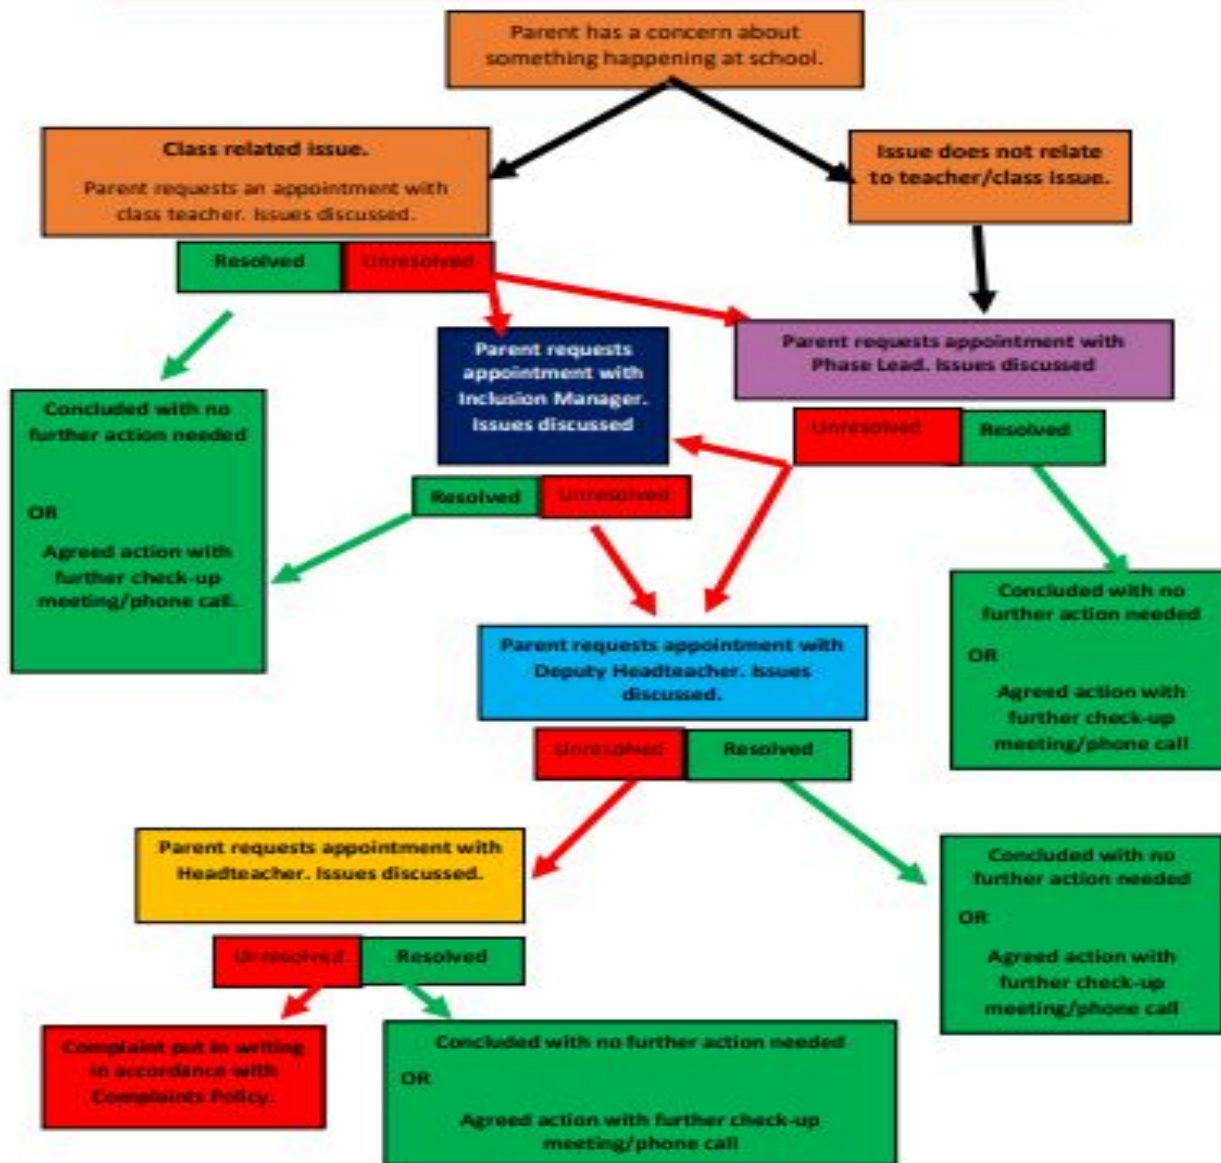 Parent has a concern about
something happening at school.
Class related issue.
Parent requests an appointment with
class teacher. Issues discussed.
Issue does not relate
to teacher/class issue.
Resolved
Unresolved
Parent requests
appointment with
Inclusion Manager.
Issues discussed
Parent requests appointment with
Phase Lead. Issues discussed
Concluded with no
further action needed
OR
Agreed action with
further check-up
meeting/phone call.
Unresolved
Resolved
Resolved
Unresolved
Concluded with no
further action needed
OR
Agreed action with
further check-up
meeting/phone call
Parent requests appointment with
Deputy Headteacher. Issues
discussed.
Unresolved
Resolved
Parent requests appointment with
Headteacher. Issues discussed.
Concluded with no
further action needed
OR
Agreed action with
further check-up
meeting/phone call
Unresolved
Resolved
Complaint put in writing
in accordance with
Complaints Policy.
Concluded with no further action needed
OR
Agreed action with further check-up
meeting/phone call